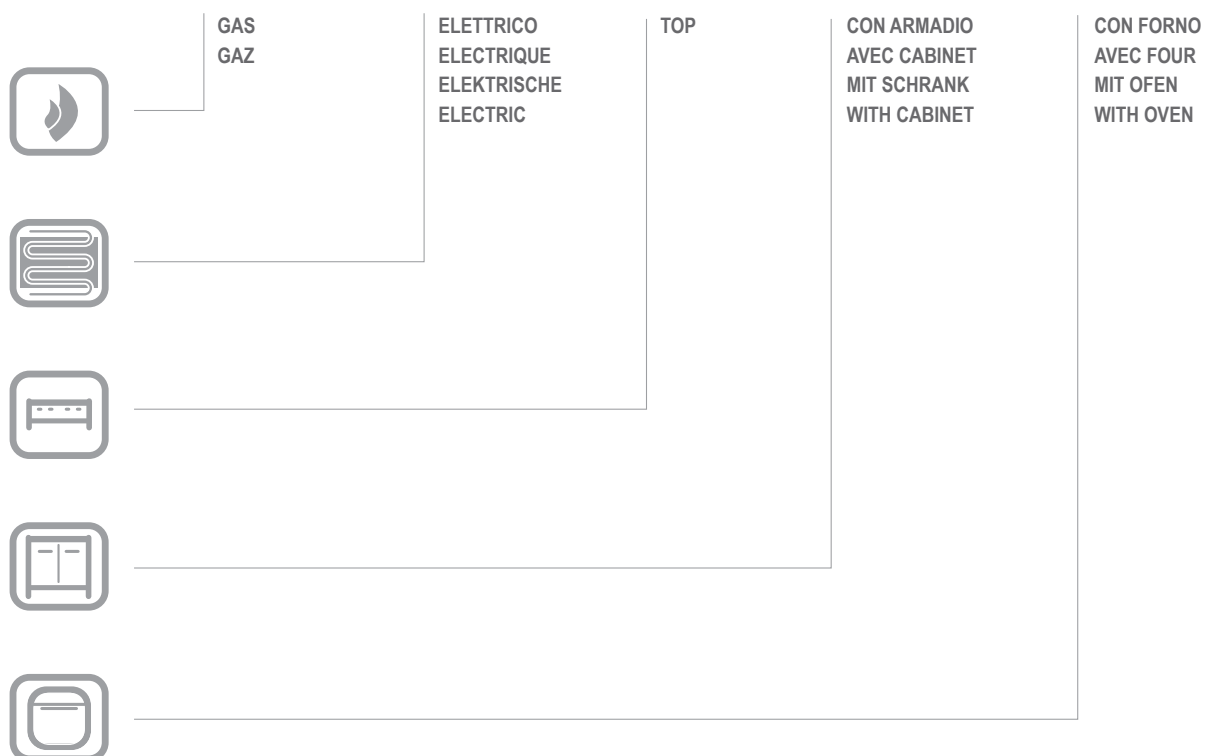 GAS
GAZ
ELETTRICO
ELECTRIQUE
ELEKTRISCHE
ELECTRIC
TOP
CON ARMADIO
AVEC CABINET
MIT SCHRANK
WITH CABINET
CON FORNO
AVEC FOUR
MIT OFEN
WITH OVEN